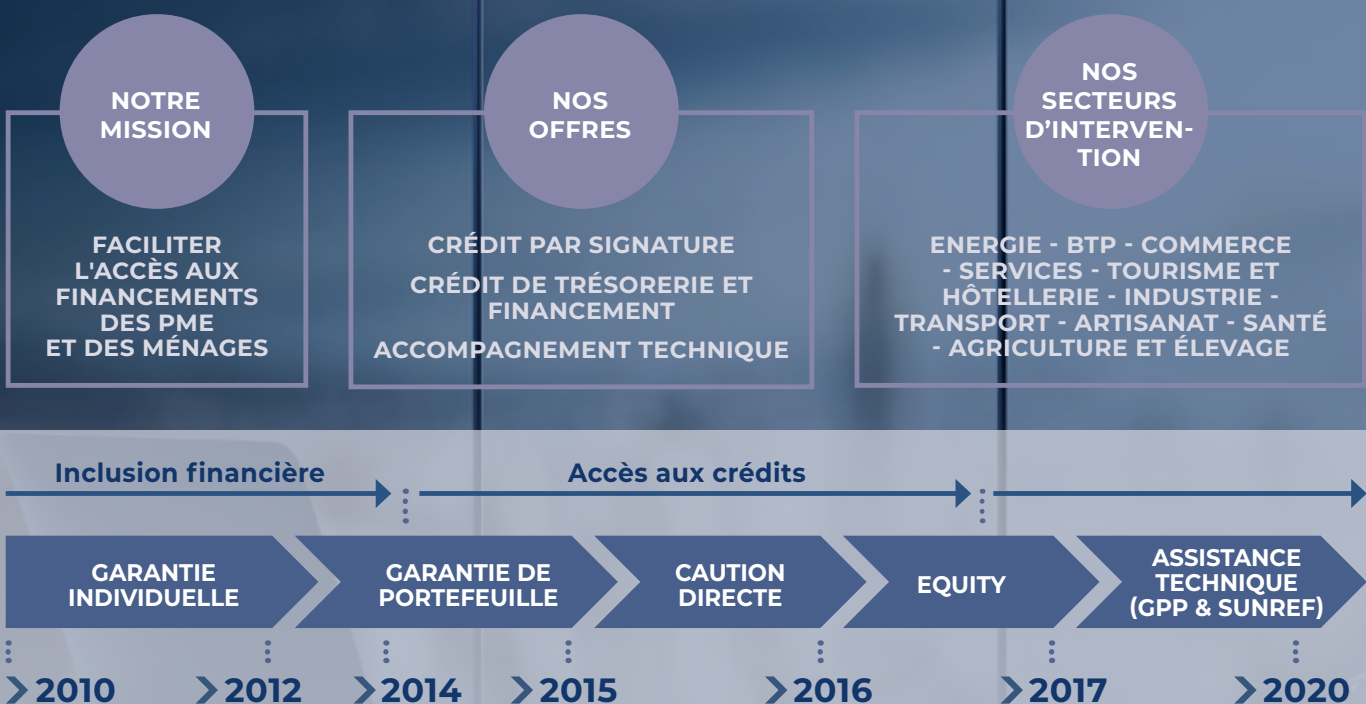 NOTRE
MISSION
FACILITER
L'ACCÈS AUX
FINANCEMENTS
DES PME
ET DES MÉNAGES
NOS
OFFRES
CRÉDIT PAR SIGNATURE
CRÉDIT DE TRÉSORERIE ET
FINANCEMENT
ACCOMPAGNEMENT TECHNIQUE
NOS
SECTEURS
D’INTERVEN-
TION
ENERGIE - BTP - COMMERCE
- SERVICES - TOURISME ET
HÔTELLERIE - INDUSTRIE -
TRANSPORT - ARTISANAT - SANTÉ
- AGRICULTURE ET ÉLEVAGE
Inclusion financière
Accès aux crédits
GARANTIE
INDIVIDUELLE
GARANTIE DE
PORTEFEUILLE
CAUTION
DIRECTE
EQUITY
ASSISTANCE
TECHNIQUE
(GPP & SUNREF)
2010
2012
2014
2015
2016
2017
2020